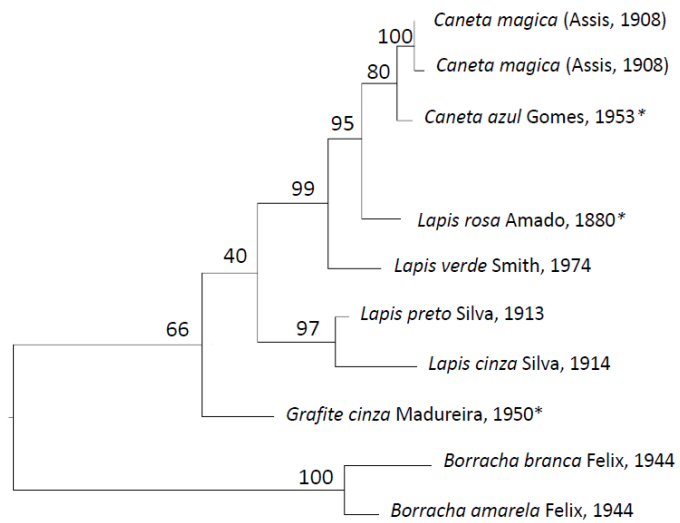 Caneta magica (Assis, 1908)
100
Caneta magica (Assis, 1908)
80
Caneta azul Gomes, 1953*
95
99
Lapis rosa Amado, 1880*
40
Lapis verde Smith, 1974
Lapis preto Silva, 1913
66
97
Lapis cinza Silva, 1914
Grafite cinza Madureira, 1950*
Borracha branca Felix, 1944
100
Borracha amarela Felix, 1944